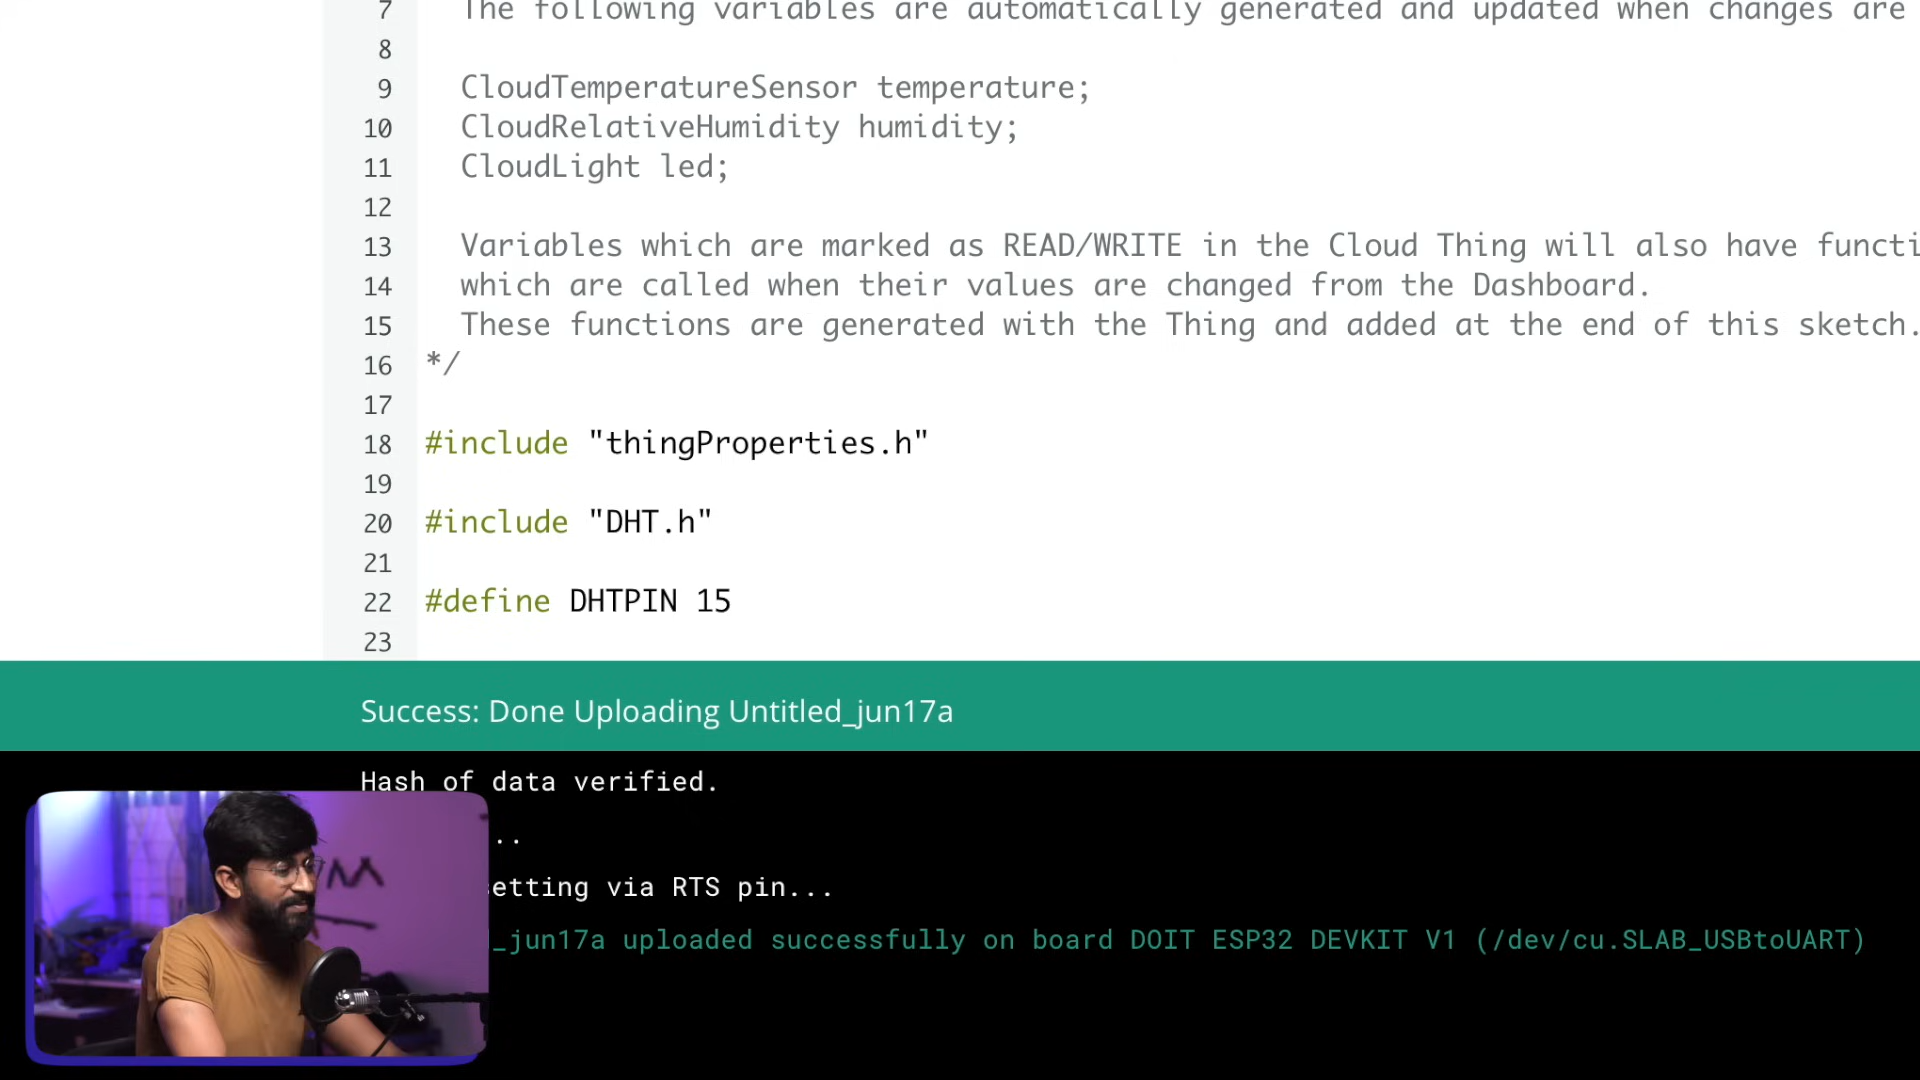 7 The following variables are automatically generated and updated when changes are
8
9 CloudTemperatureSensor temperature;
10 CloudRelativeHumidity humidity;
11 CloudLight led;
12
13 Variables which are marked as READ/WRITE in the Cloud Thing will also have functi
14 which are called when their values are changed from the Dashboard.
15 These functions are generated with the Thing and added at the end of this sketch.
16 */
17
18 #include "thingProperties.h"
19
20 #include "DHT.h"
21
22 #define DHTPIN 15
23
Success: Done Uploading Untitled_jun17a
Hash of data verified.
..
setting via RTS pin...
_jun17a uploaded successfully on board DOIT ESP32 DEVKIT V1 (/dev/cu.SLAB_USBtoUART)